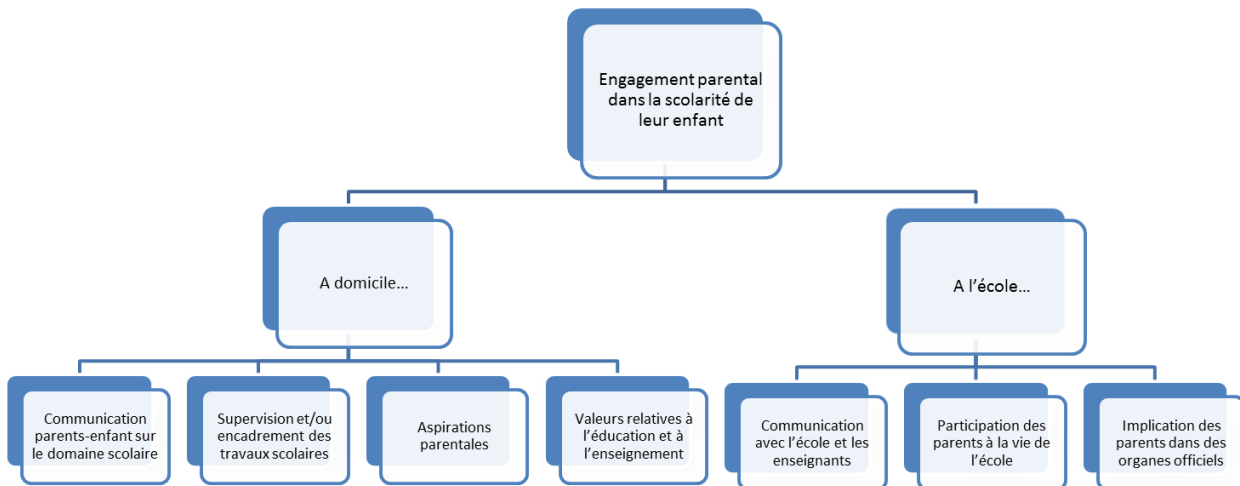 Engagement parental
dans la scolarité de
leur enfant
A domicile…
A l'école…
Communication
parents-enfant sur
le domaine scolaire
Supervision et/ou
encadrement des
travaux scolaires
Aspirations
parentales
Valeurs relatives à
l'éducation et à
l'enseignement
Communication
avec l'école et les
enseignants
Participation des
parents à la vie de
l'école
Implication des
parents dans des
organes officiels